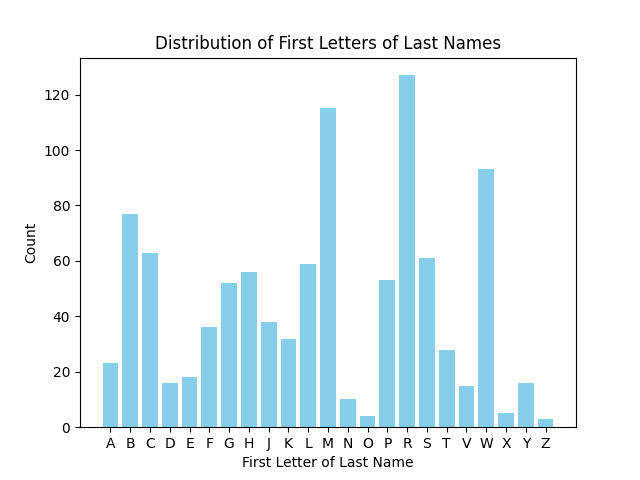 Distribution of First Letters of Last Names
120
100
80
60
40
20
0
Count
A B C D E F G H J K L M N O P R S T V W X Y Z
First Letter of Last Name